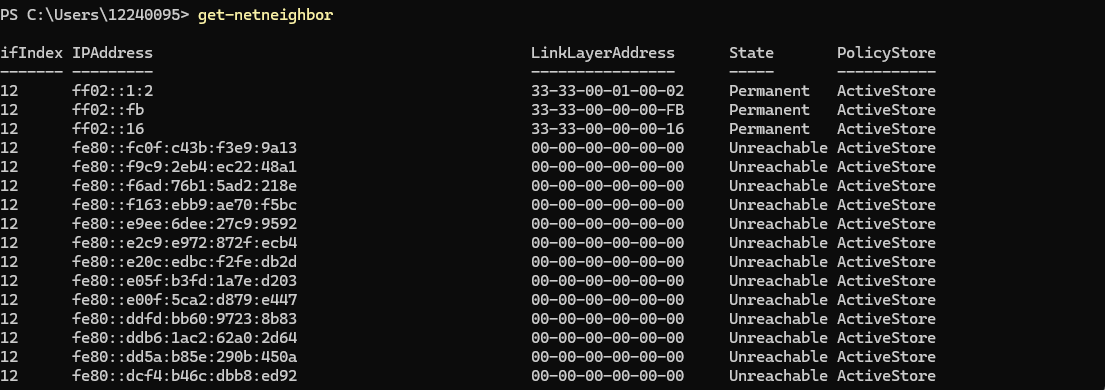 PS C:\Users\12240095> get-netneighbor
ifIndex IPAddress LinkLayerAddress State PolicyStore
------- --------- ---------------- ----- -----------
12 ff02::1:2 33-33-00-01-00-02 Permanent ActiveStore
12 ff02::fb 33-33-00-00-00-FB Permanent ActiveStore
12 ff02::16 33-33-00-00-00-16 Permanent ActiveStore
12 fe80::fc0f:c43b:f3e9:9a13 00-00-00-00-00-00 Unreachable ActiveStore
12 fe80::f9c9:2eb4:ec22:48a1 00-00-00-00-00-00 Unreachable ActiveStore
12 fe80::f6ad:76b1:5ad2:218e 00-00-00-00-00-00 Unreachable ActiveStore
12 fe80::f163:ebb9:ae70:f5bc 00-00-00-00-00-00 Unreachable ActiveStore
12 fe80::e9ee:6dee:27c9:9592 00-00-00-00-00-00 Unreachable ActiveStore
12 fe80::e2c9:e972:872f:ecb4 00-00-00-00-00-00 Unreachable ActiveStore
12 fe80::e20c:edbc:f2fe:db2d 00-00-00-00-00-00 Unreachable ActiveStore
12 fe80::e05f:b3fd:1a7e:d203 00-00-00-00-00-00 Unreachable ActiveStore
12 fe80::e00f:5ca2:d879:e447 00-00-00-00-00-00 Unreachable ActiveStore
12 fe80::ddfd:bb60:9723:8b83 00-00-00-00-00-00 Unreachable ActiveStore
12 fe80::ddb6:1ac2:62a0:2d64 00-00-00-00-00-00 Unreachable ActiveStore
12 fe80::dd5a:b85e:290b:450a 00-00-00-00-00-00 Unreachable ActiveStore
12 fe80::dcf4:b46c:dbb8:ed92 00-00-00-00-00-00 Unreachable ActiveStore